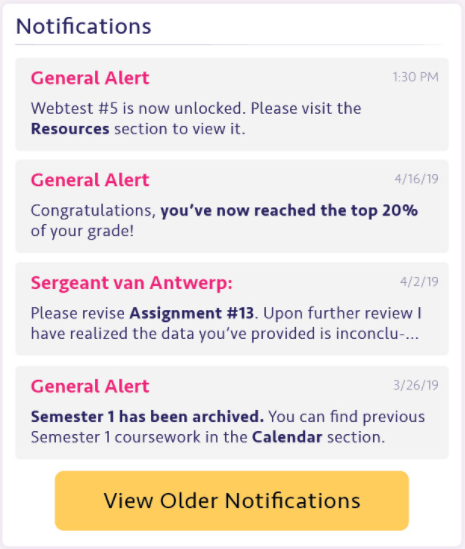 Notifications
General Alert
1:30 PM
Webtest #5 is now unlocked. Please visit the
Resources section to view it.
General Alert
4/16/19
Congratulations, you’ve now reached the top 20%
of your grade!
Sergeant van Antwerp:
4/2/19
Please revise Assignment #13. Upon further review I
have realized the data you’ve provided is inconclu-...
General Alert
3/26/19
Semester 1 has been archived. You can find previous
Semester 1 coursework in the Calendar section.
View Older Notifications